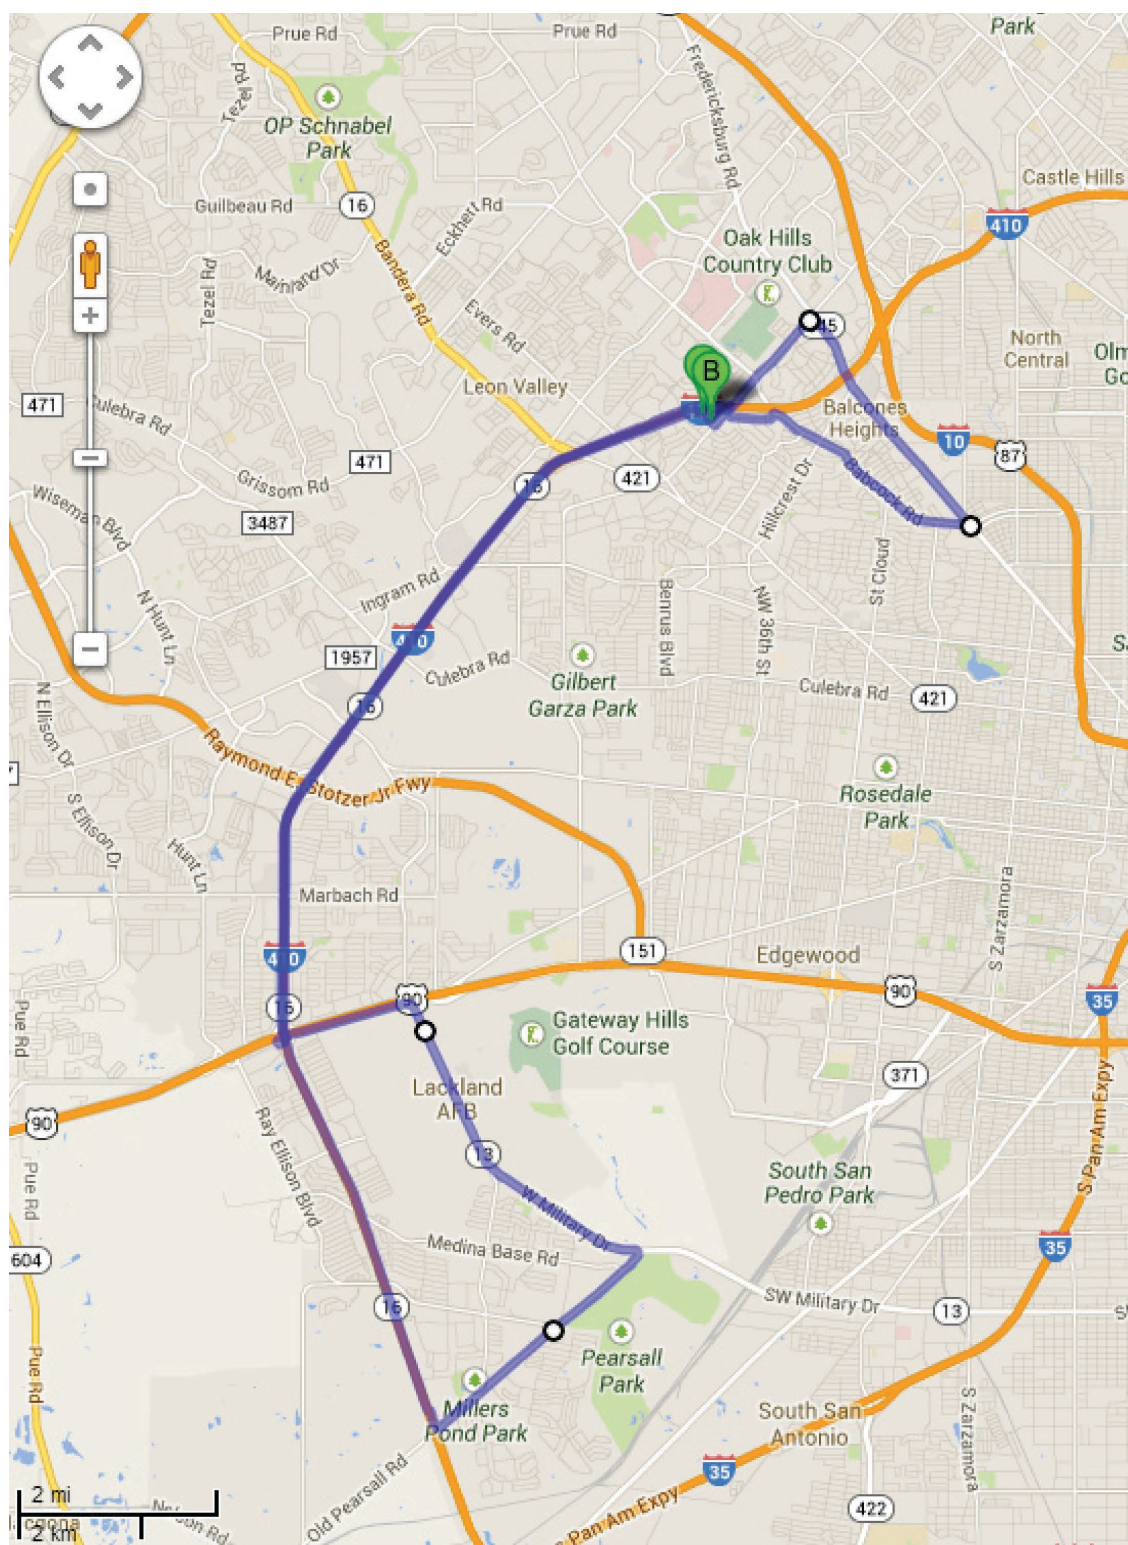 Prue Rd
Prue Rd
Park
Tezel Rd
Fredericksburg Rd
OP Schnabel
Park
Castle Hills
Guilbeau Rd
16
Eckhert Rd
410
Oak Hills
Country Club
Mainland Dr
Bandera Rd
Tezel Rd
Evers Rd
45
North
Central
Leon Valley
B
471
Culebra Rd
Balcones
Heights
10
87
471
421
16
Grissom Rd
Hillcrest Dr
Babcock Rd
Wiseman Blvd
3487
St Cloud
Ingram Rd
N Hunt Ln
Benrus Blvd
NW 36th St
1957
Culebra Rd
Gilbert
Garza Park
Culebra Rd
421
N Ellison Dr
16
Raymond E Stotzer Jr Fwy
Rosedale
Park
S Ellison Dr
Hunt Ln
Marbach Rd
S Zarzamora
151
Edgewood
90
90
35
16
Pue Rd
Gateway Hills
Golf Course
371
Lackland
AFB
90
Ray Ellison Blvd
S Pan Am Expy
13
South San
Pedro Park
Pue Rd
W Military Dr
Medina Base Rd
35
604
SW Military Dr
13
16
Pearsall
Park
Pue Rd
Millers
Pond Park
South San
Antonio
S Zarzamora
35
Old Pearsall Rd
S Pan Am Expy
422
2 mi
2 km